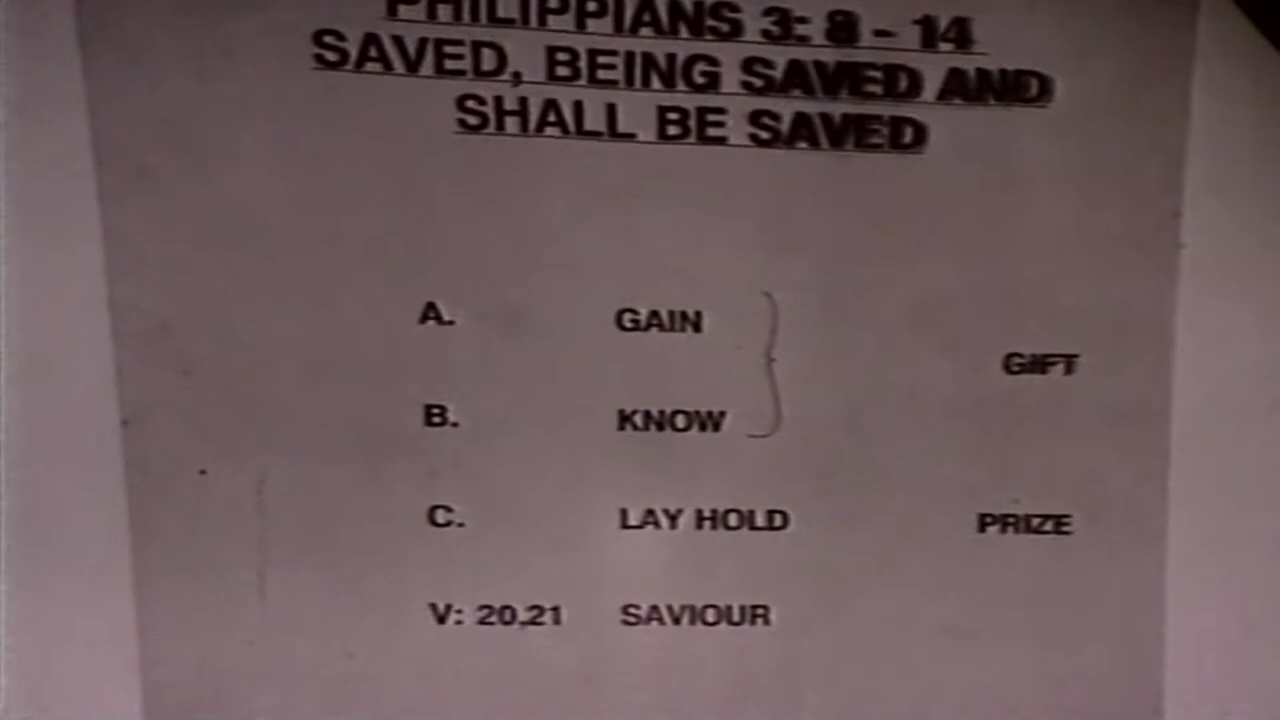 PHILIPPIANS 3: 8 - 14
SAVED, BEING SAVED AND
SHALL BE SAVED
A. GAIN
GIFT
B. KNOW
C. LAY HOLD PRIZE
V: 20,21 SAVIOUR